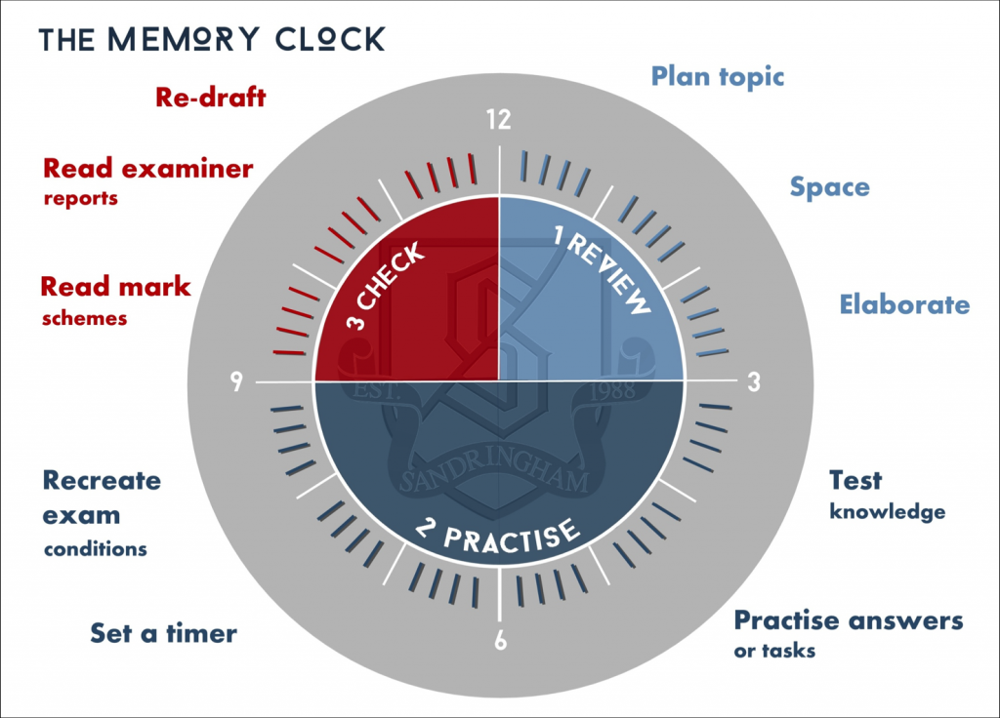 THE MEMORY CLOCK
Plan topic
Space
Elaborate
Test
knowledge
Practise answers
or tasks
Set a timer
Recreate
exam
conditions
Read mark
schemes
Read examiner
reports
Re-draft
12
3
6
9
1 REVIEW
2 PRACTISE
3 CHECK
EST. 1988
SANDRINGHAM